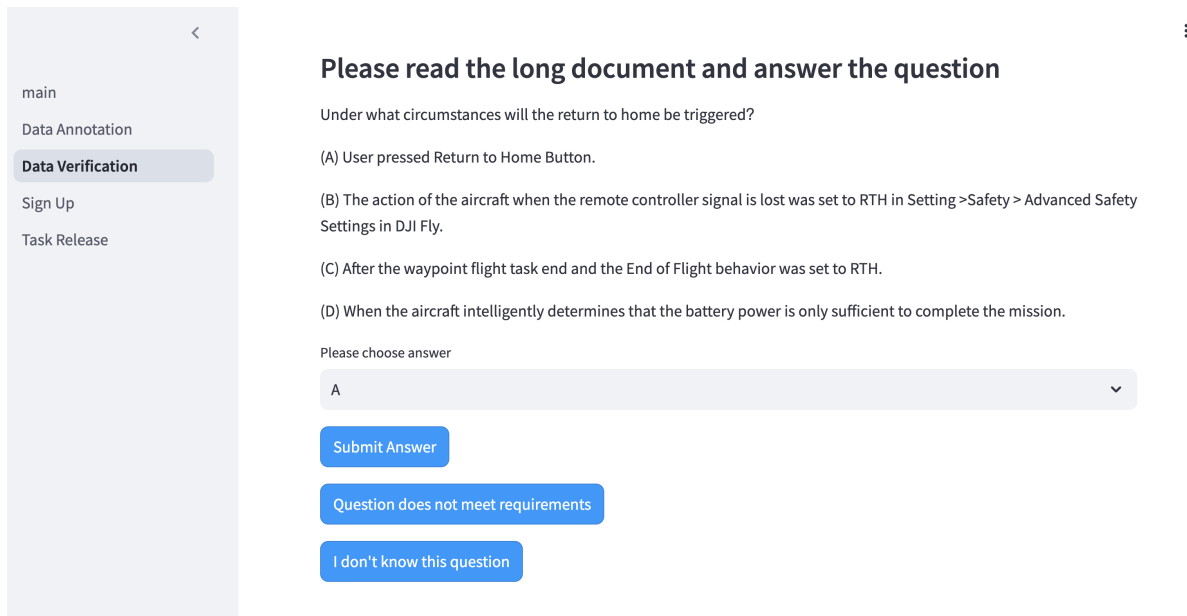 main
Data Annotation
Data Verification
Sign Up
Task Release
Please read the long document and answer the question
Under what circumstances will the return to home be triggered?
(A) User pressed Return to Home Button.
(B) The action of the aircraft when the remote controller signal is lost was set to RTH in Setting >Safety > Advanced Safety
Settings in DJI Fly.
(C) After the waypoint flight task end and the End of Flight behavior was set to RTH.
(D) When the aircraft intelligently determines that the battery power is only sufficient to complete the mission.
Please choose answer
A
Submit Answer
Question does not meet requirements
I don't know this question